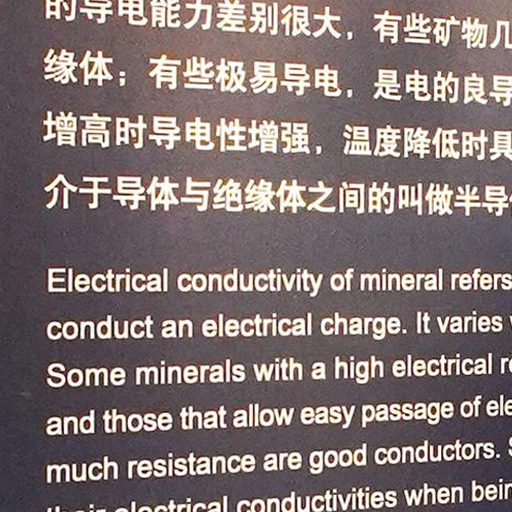 的导电能力差别很大，有些矿物几
缘体；有些极易导电，是电的良导
增高时导电性增强，温度降低时具
介于导体与绝缘体之间的叫做半导
Electrical conductivity of mineral refers
conduct an electrical charge. It varies
Some minerals with a high electrical
and those that allow easy passage of
much resistance are good conductors.
their electrical conductivities when